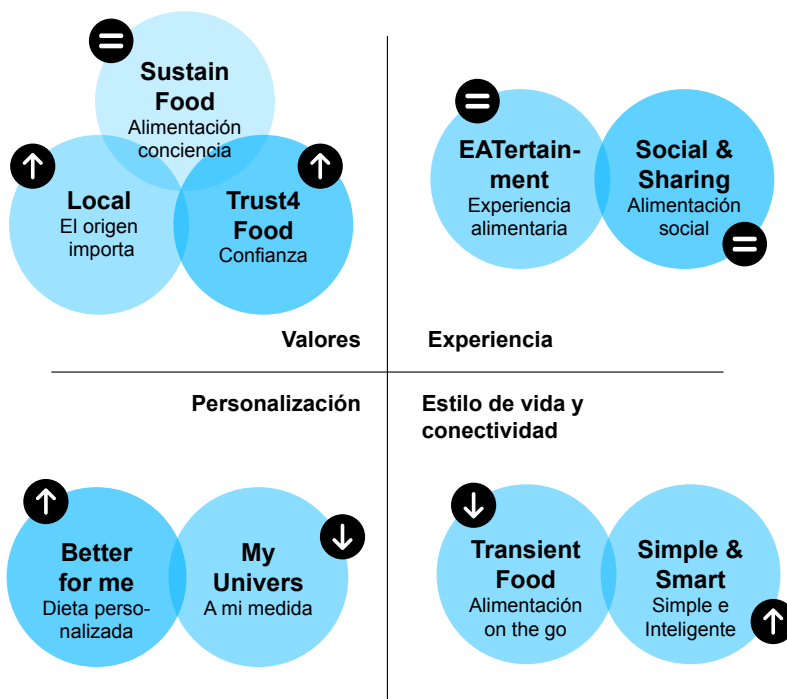 Sustain
Food
Alimentación
conciencia
Local
El origen
importa
Trust4
Food
Confianza
Valores
EATertain-
ment
Experiencia
alimentaria
Social &
Sharing
Alimentación
social
Experiencia
Personalización
Better
for me
Dieta perso-
nalizada
My
Univers
A mi medida
Estilo de vida y
conectividad
Transient
Food
Alimentación
on the go
Simple &
Smart
Simple e
Inteligente